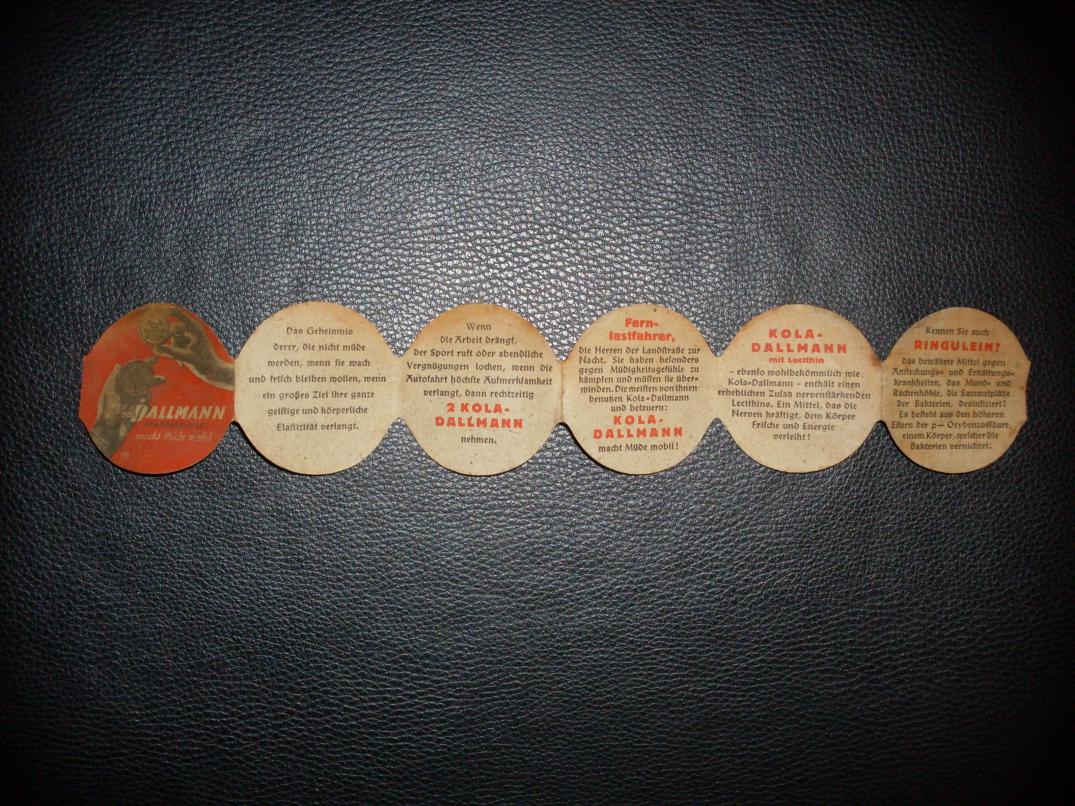 DALLMANN
macht Müde mobil!
Das Geheimnis
derer, die nicht müde
werden, wenn sie wach
und frisch bleiben wollen, wenn
ein großes Ziel ihre ganze
geistige und körperliche
Elastizität verlangt.
Wenn
die Arbeit drängt,
der Sport ruft oder abendliche
Vergnügungen locken, wenn die
Autofahrt höchste Aufmerksamkeit
verlangt, dann rechtzeitig
2 KOLA-
DALLMANN
nehmen.
Fern-
lastfahrer,
die Herren der Landstraße zur
Nacht. Sie haben besonders
gegen Müdigkeitsgefühle zu
kämpfen und müssen sie über-
winden. Die meisten von ihnen
benutzen Kola-Dallmann
und beteuern:
KOLA-
DALLMANN
macht Müde mobil!
KOLA-
DALLMANN
mit Lecithin
- ebenso wohlbekömmlich wie
Kola-Dallmann - enthält einen
erheblichen Zusatz nervenstärkenden
Lecithins. Ein Mittel, das die
Nerven kräftigt, dem Körper
Frische und Energie
verleiht!
Kennen Sie auch
RINGULEIN?
das bewährte Mittel gegen
Ansteckungs- und Erkältungs-
krankheiten, das Mund- und
Rachenhöhle, die Sammelplätze
der Bakterien, desinfiziert?
Es besteht aus den höheren
Estern der p— Oxybenzoesäure,
einem Körper, welcher die
Bakterien vernichtet.